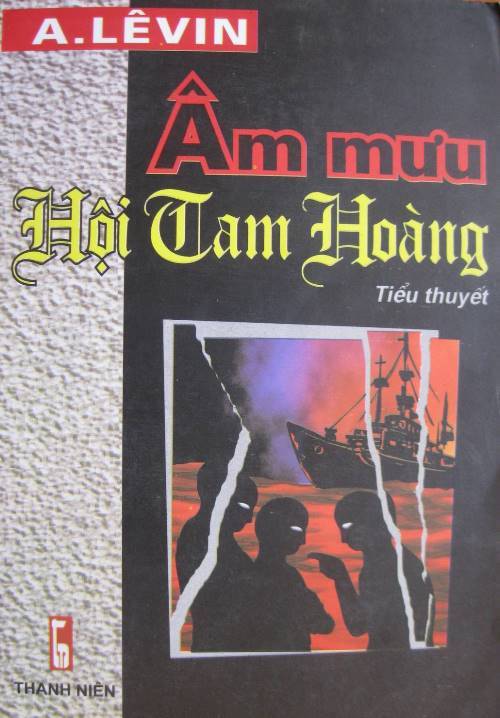 A.LÊVIN
Âm mưu
Hội Tam Hoàng
Tiểu thuyết
THANH NIÊN